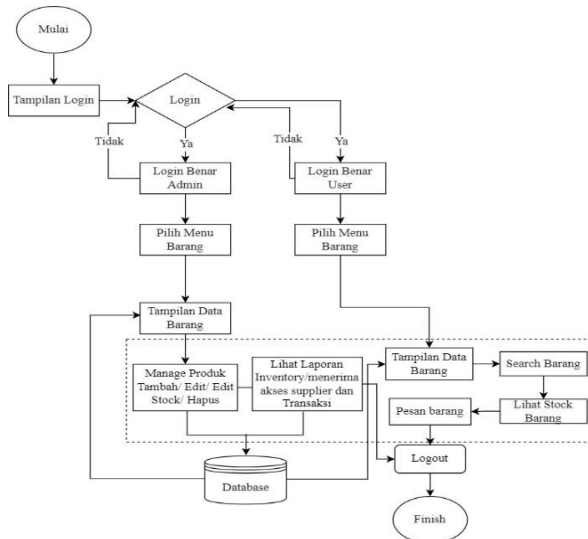 Mulai
Tampilan Login
Login
Tidak
Ya
Tidak
Ya
Login Benar
Admin
Login Benar
User
Pilih Menu
Barang
Pilih Menu
Barang
Tampilan Data
Barang
Tampilan Data
Barang
Search Barang
Manage Produk
Tambah/ Edit/ Edit
Stock/ Hapus
Lihat Laporan
Inventory/menerima
akses supplier dan
Transaksi
Pesan barang
Lihat Stock
Barang
Logout
Database
Finish